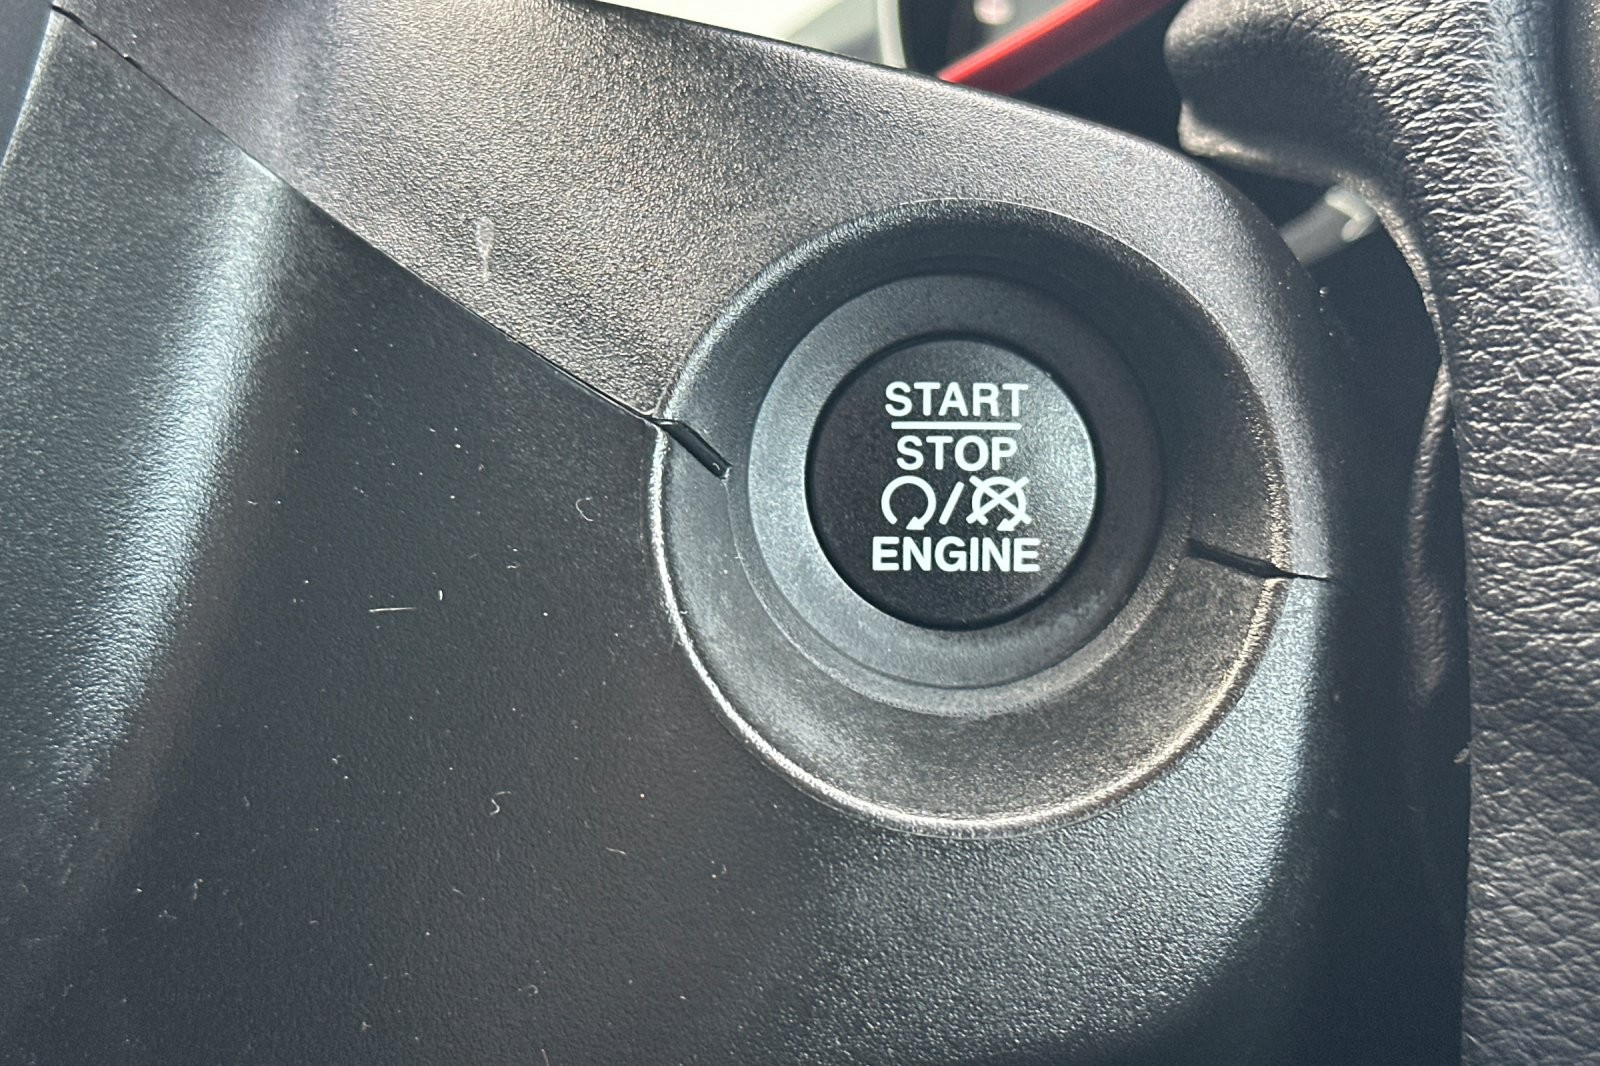 START
STOP
/
ENGINE